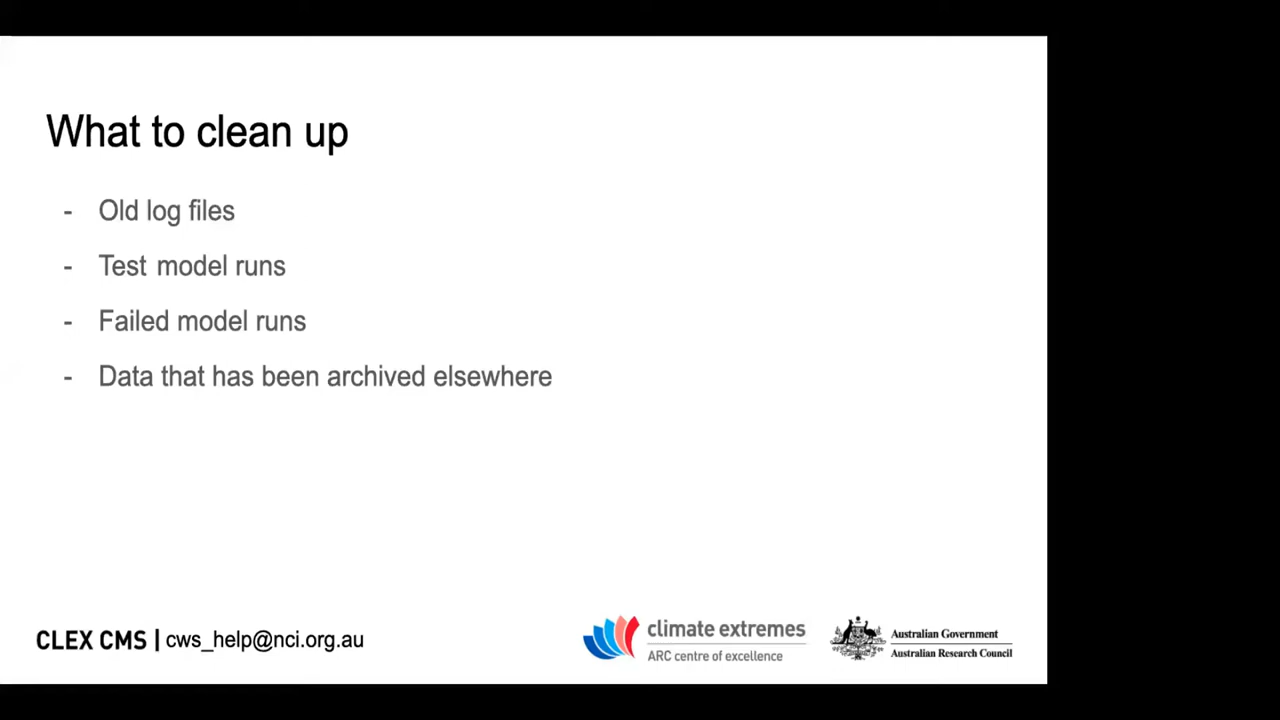 What to clean up
- Old log files
- Test model runs
- Failed model runs
- Data that has been archived elsewhere
CLEX CMS | cws_help@nci.org.au
climate extremes
ARC centre of excellence
Australian Government
Australian Research Council